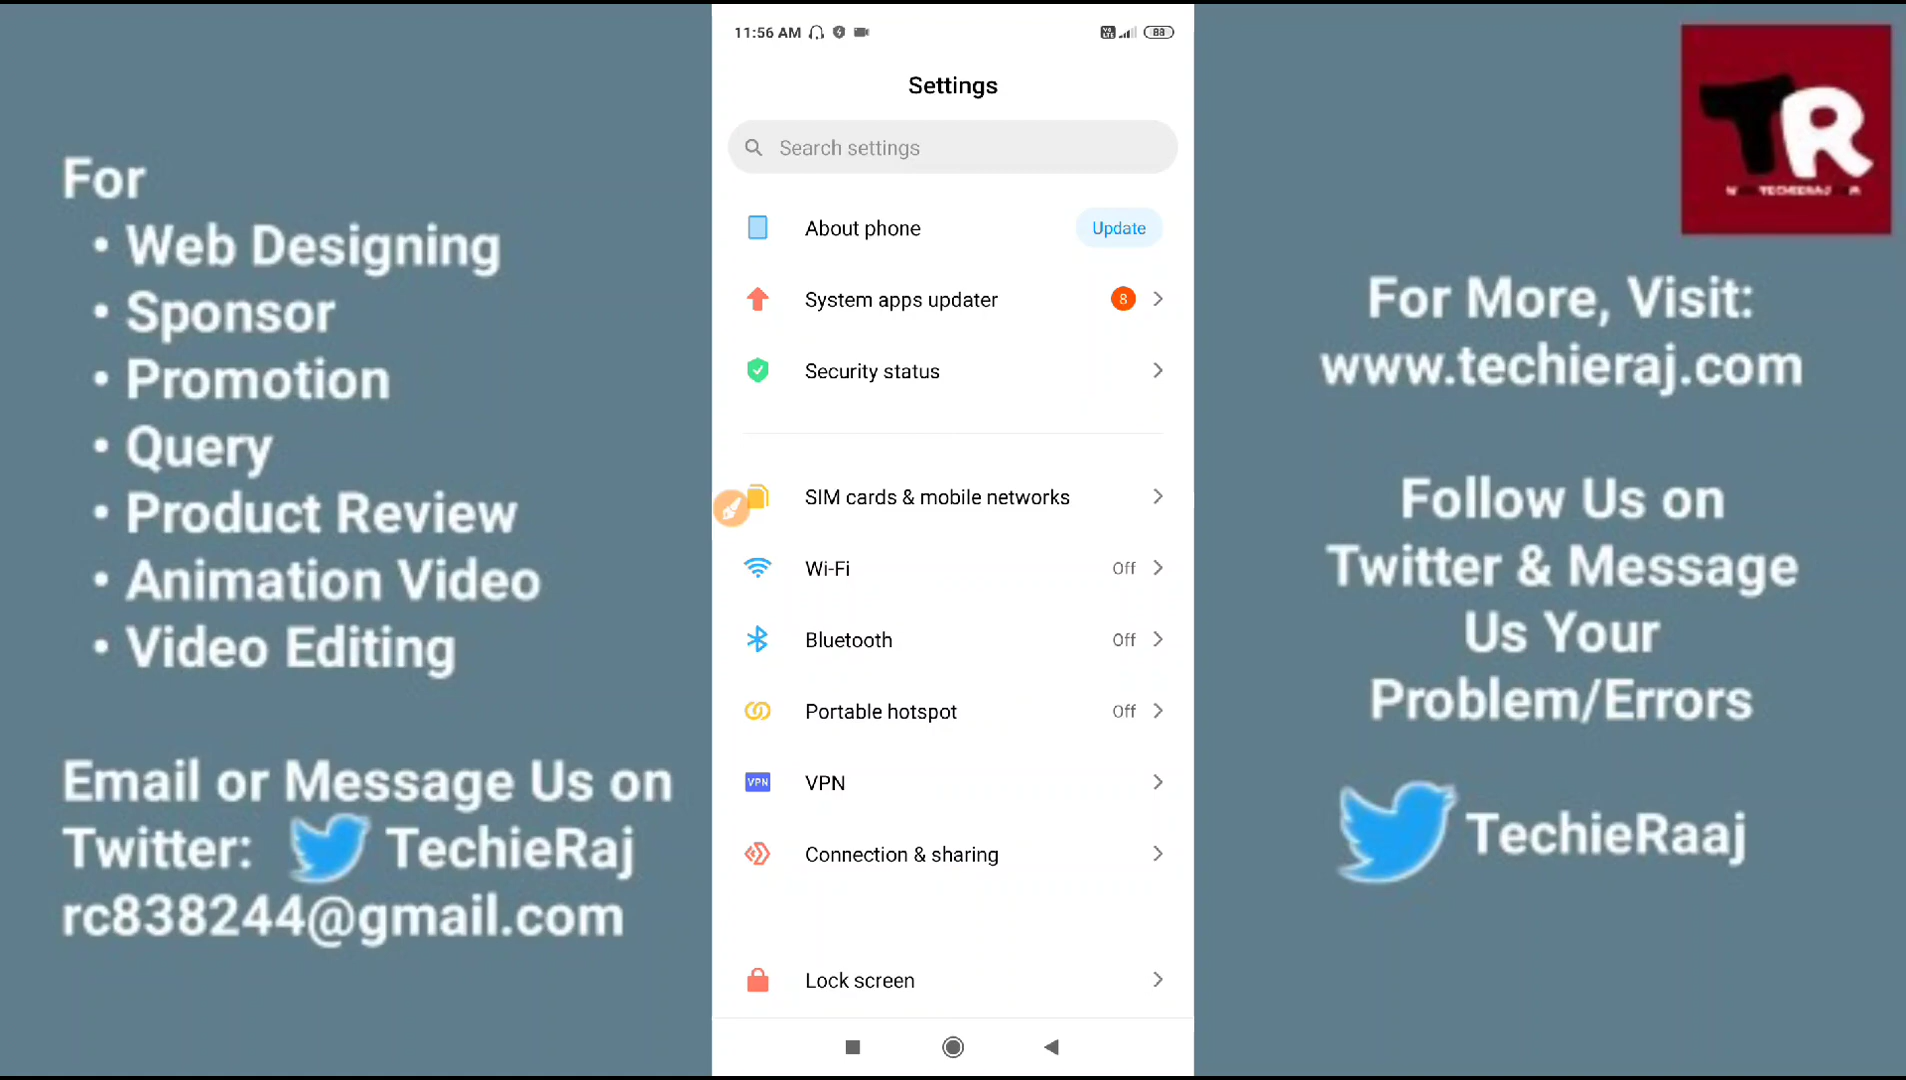 For
• Web Designing
• Sponsor
• Promotion
• Query
• Product Review
• Animation Video
• Video Editing
Email or Message Us on
Twitter: TechieRaj
rc838244@gmail.com
11:56 AM
88
Settings
Search settings
About phone Update
System apps updater 8
Security status
SIM cards & mobile networks
Wi-Fi Off
Bluetooth Off
Portable hotspot Off
VPN VPN
Connection & sharing
Lock screen
TR
For More, Visit:
www.techieraj.com
Follow Us on
Twitter & Message
Us Your
Problem/Errors
TechieRaaj